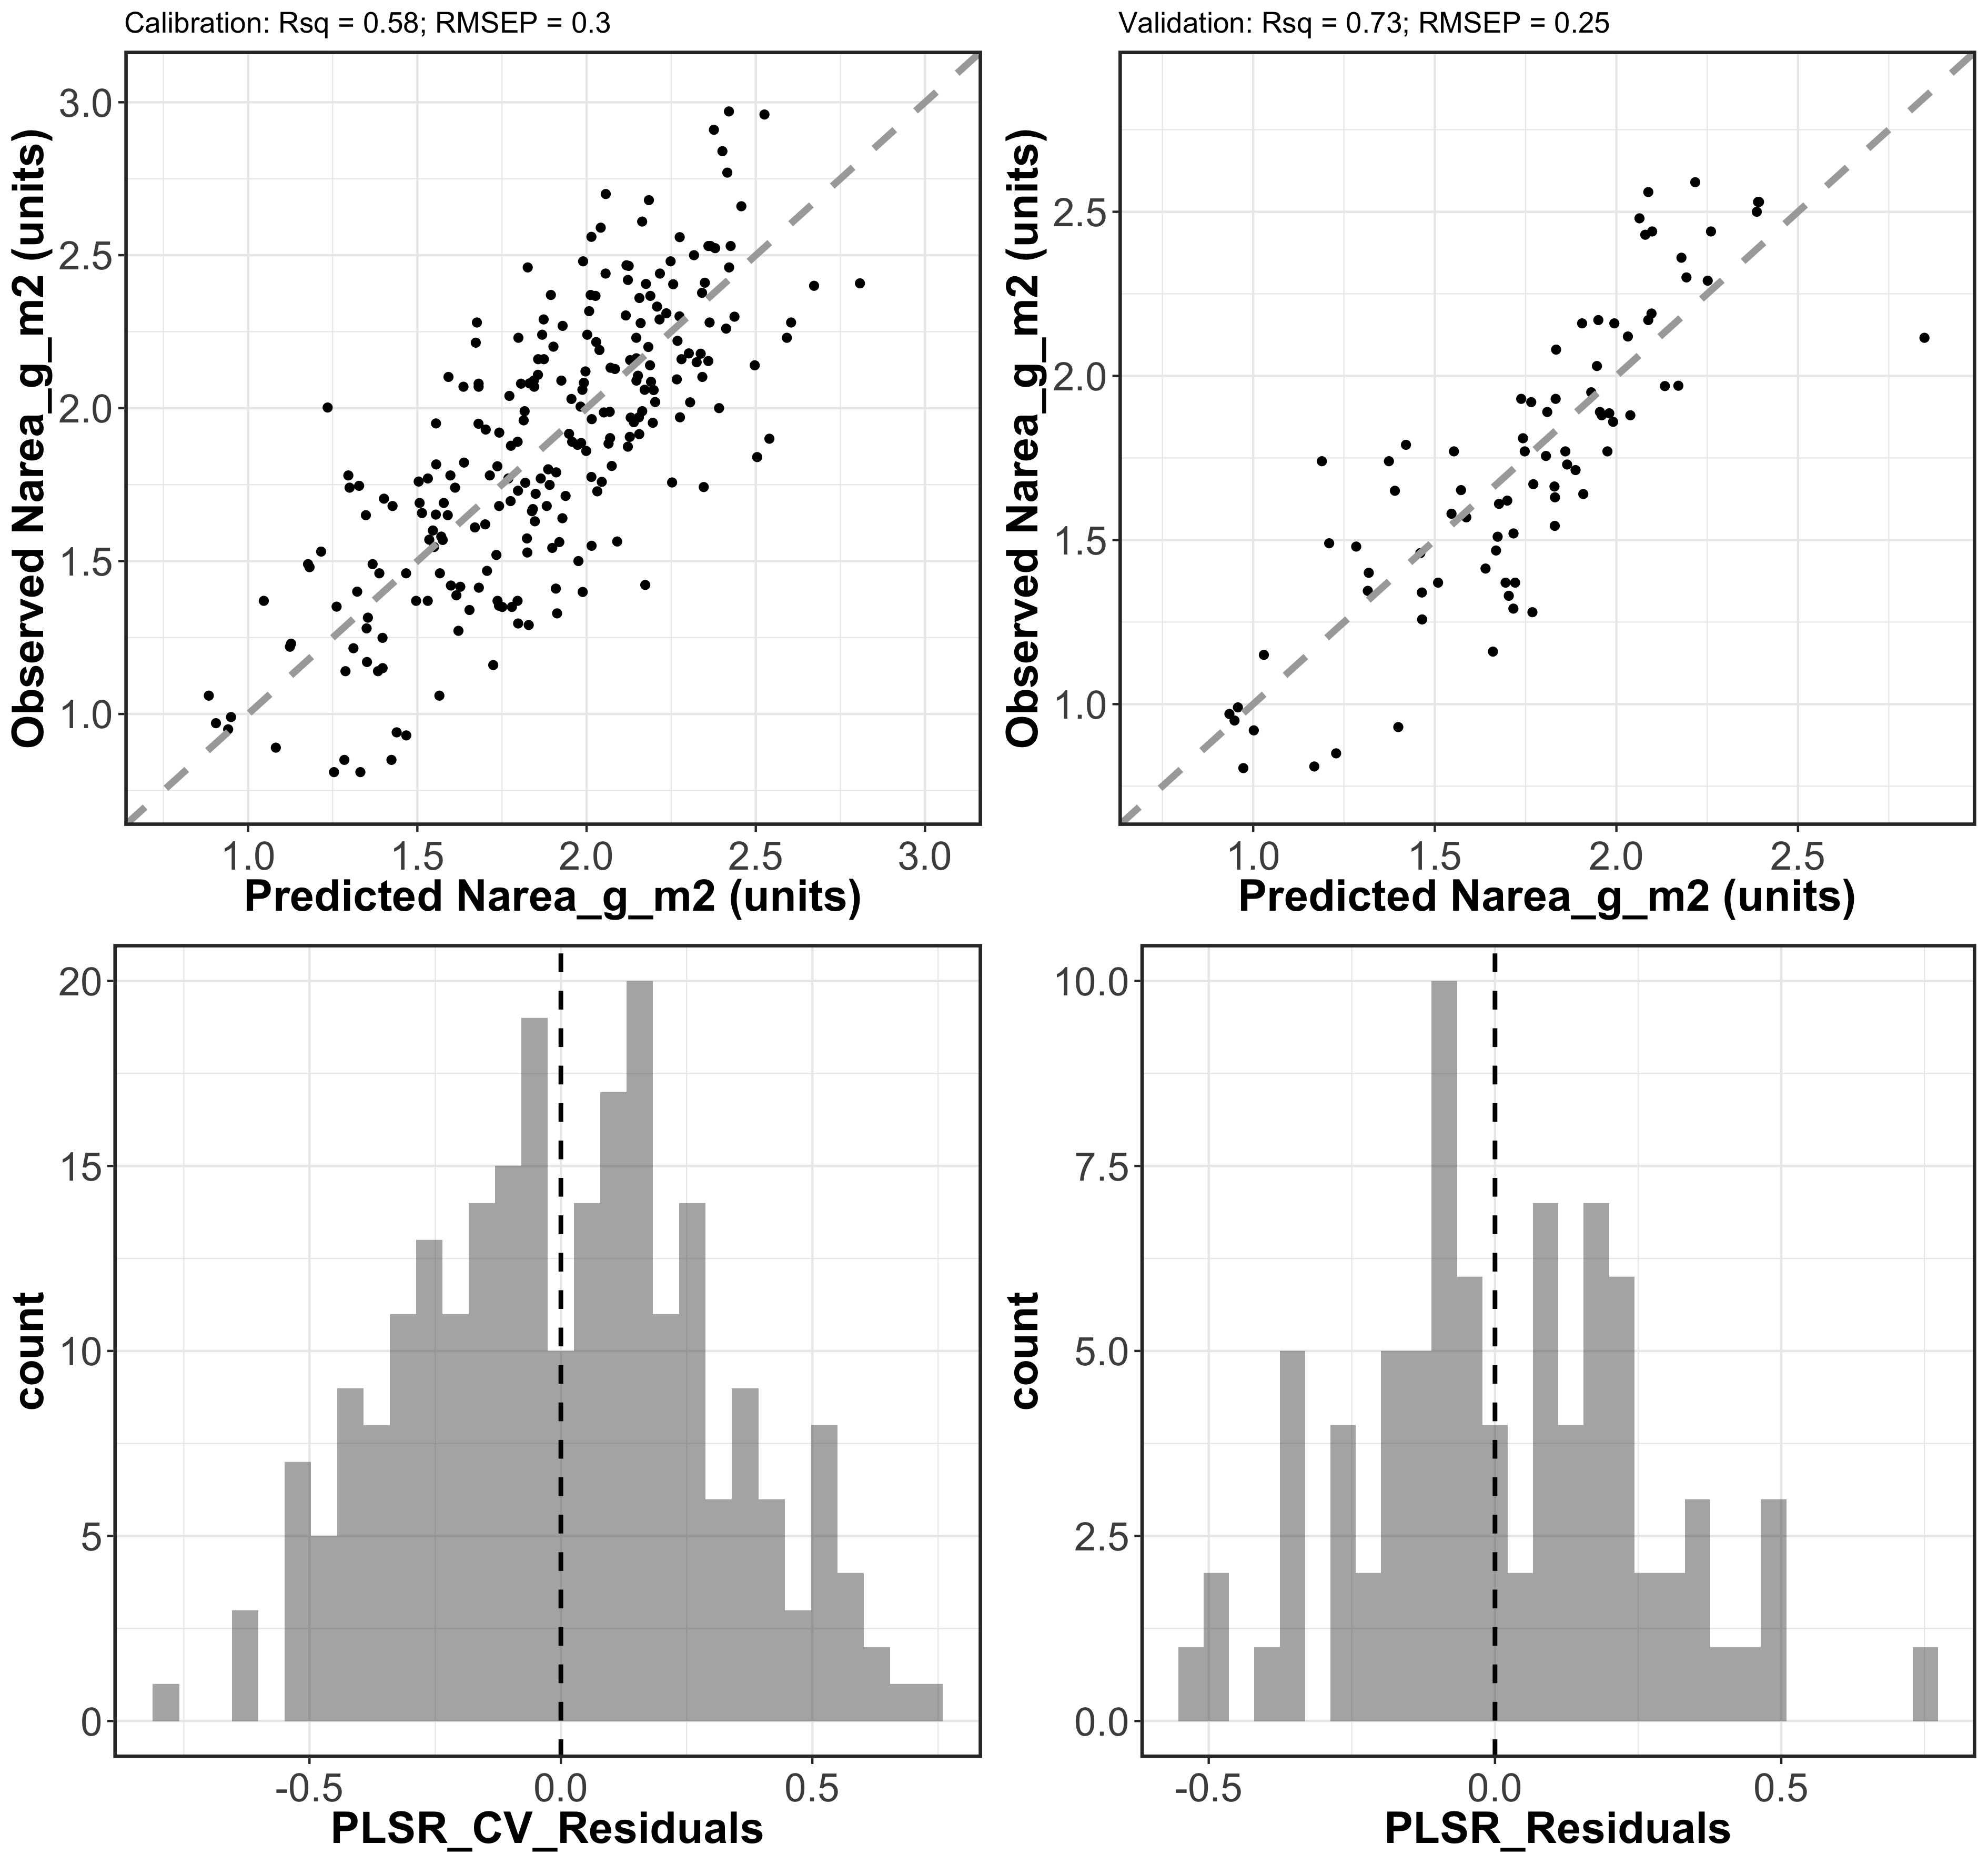 Calibration: Rsq = 0.58; RMSEP = 0.3
Observed Narea_g_m2 (units)
3.0
2.5
2.0
1.5
1.0
1.0 1.5 2.0 2.5 3.0
Predicted Narea_g_m2 (units)
Validation: Rsq = 0.73; RMSEP = 0.25
Observed Narea_g_m2 (units)
2.5
2.0
1.5
1.0
1.0 1.5 2.0 2.5
Predicted Narea_g_m2 (units)
count
20
15
10
5
0
-0.5 0.0 0.5
PLSR_CV_Residuals
count
10.0
7.5
5.0
2.5
0.0
-0.5 0.0 0.5
PLSR_Residuals